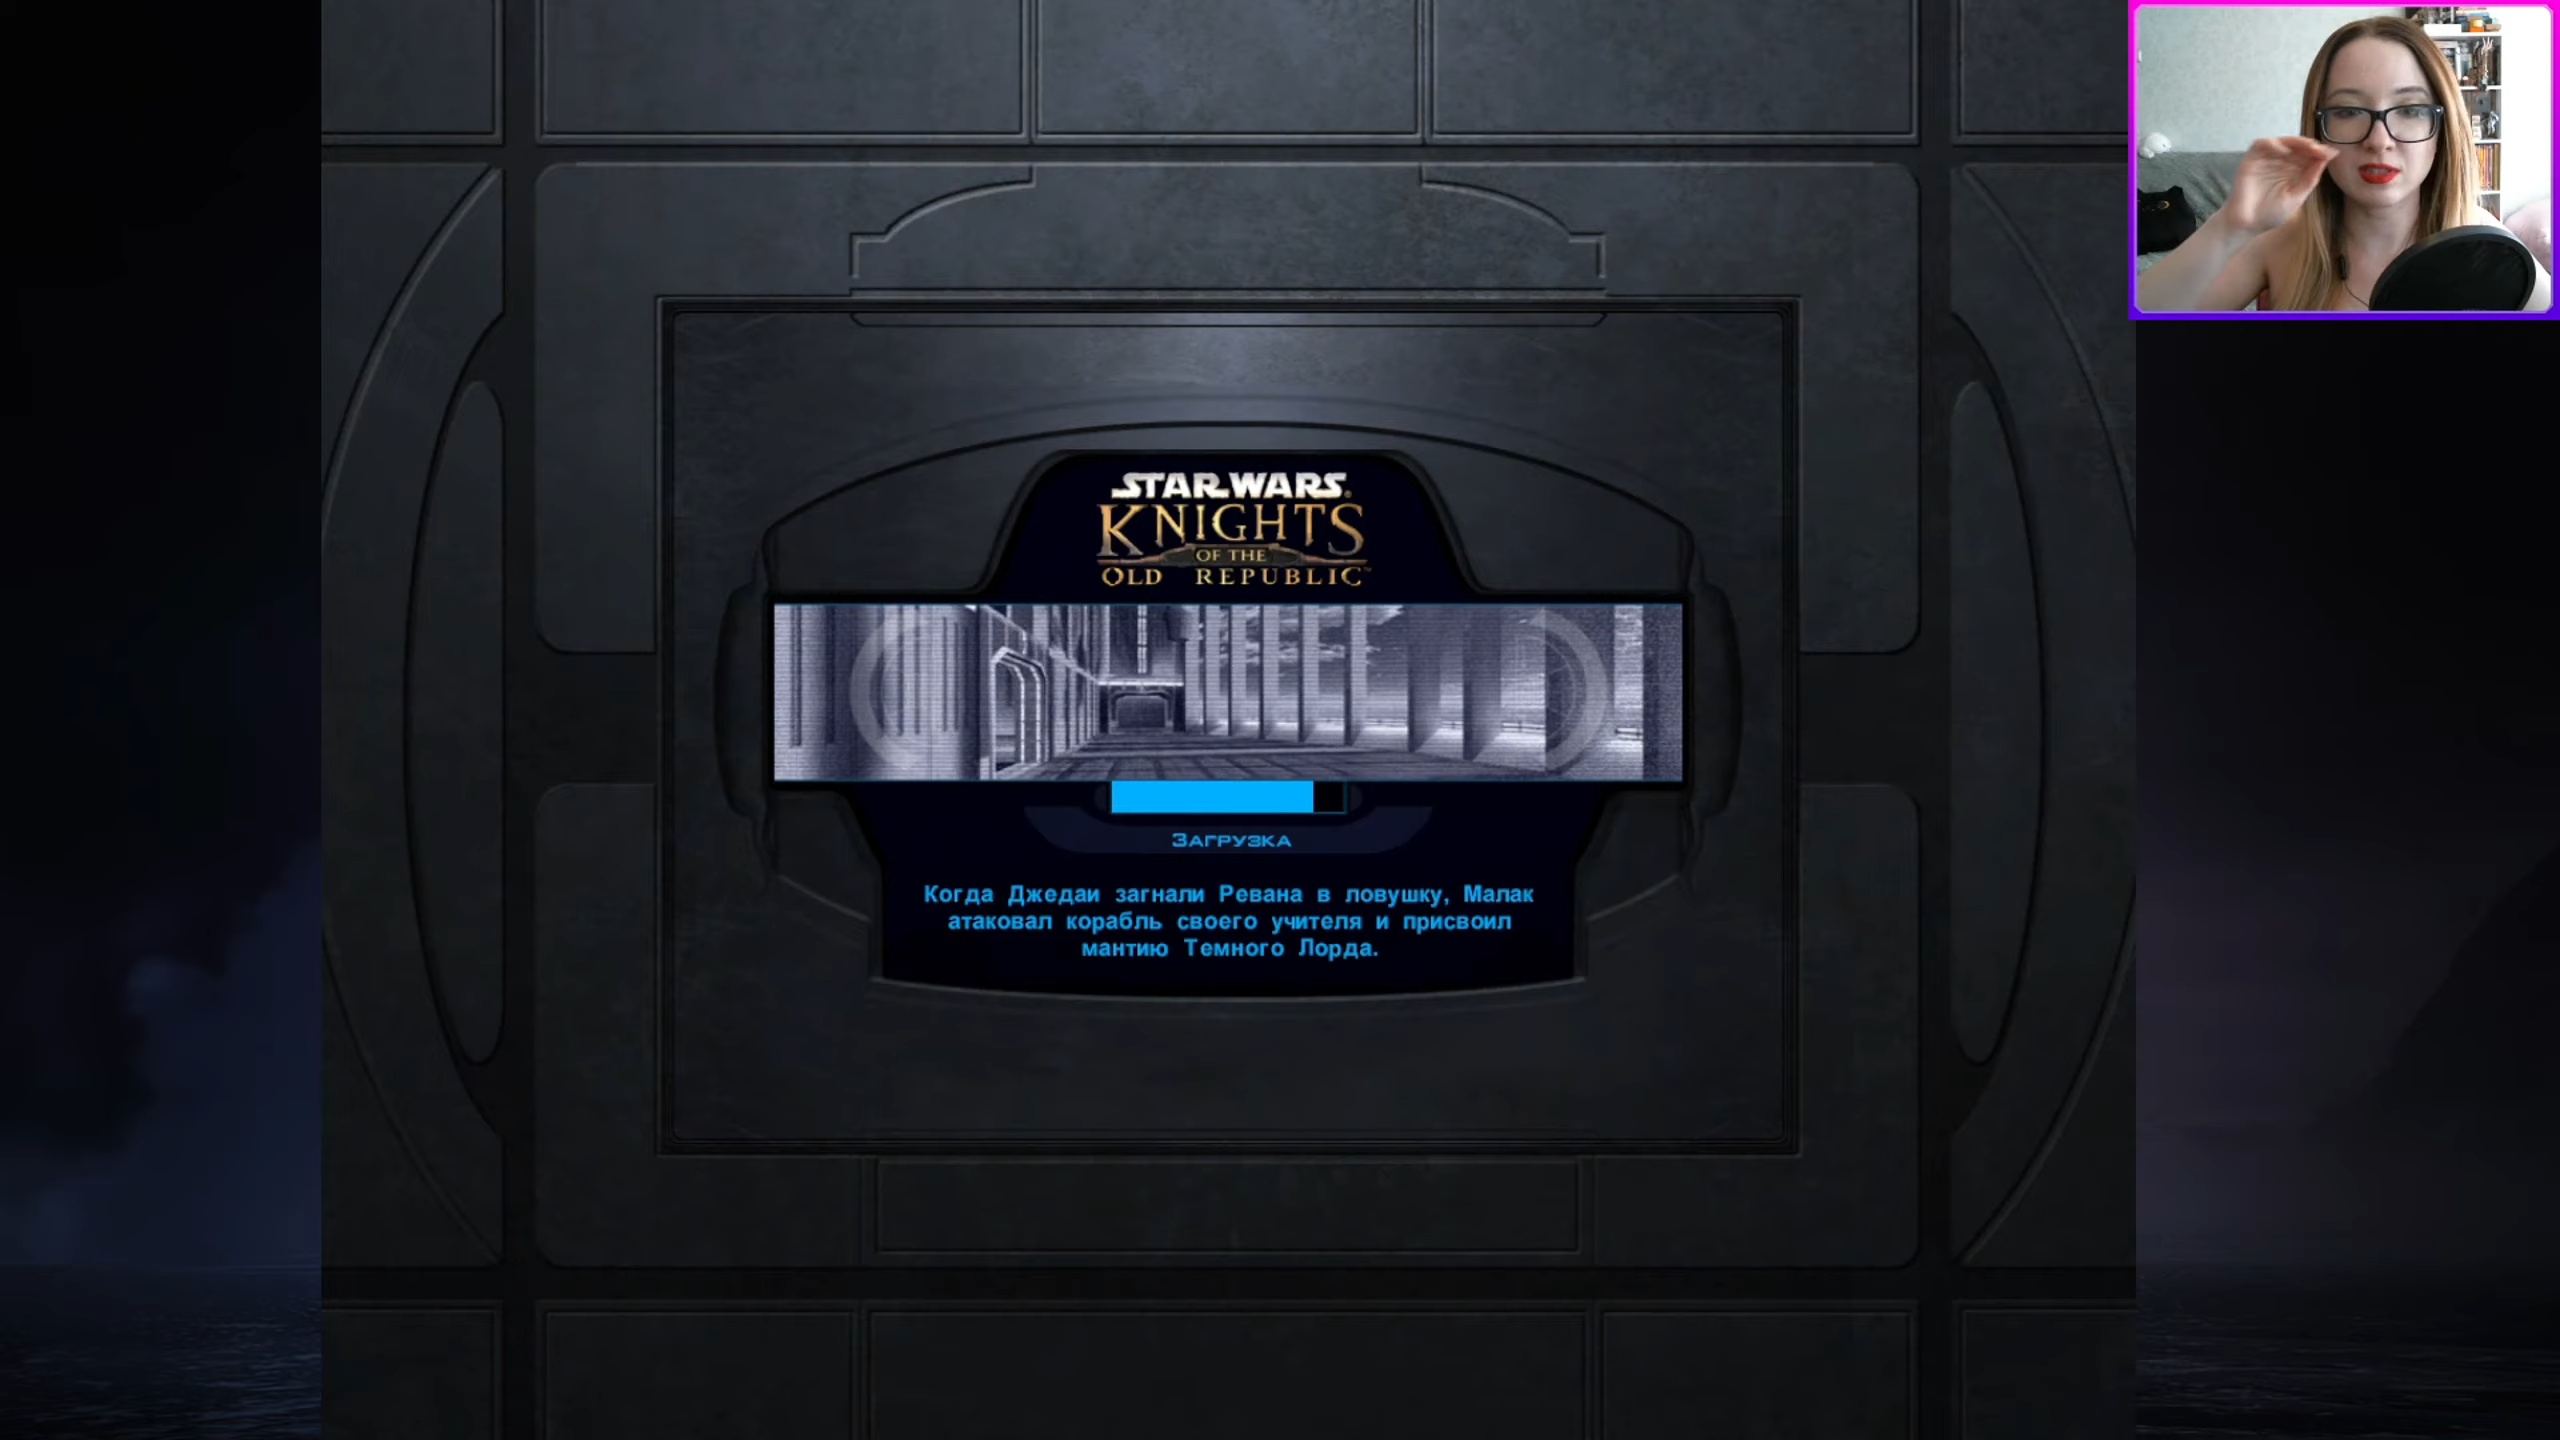 STAR WARS
KNIGHTS
OF THE
OLD REPUBLIC™
ЗАГРУЗКА
Когда Джедаи загнали Ревана в ловушку, Малак
атаковал корабль своего учителя и присвоил
мантию Темного Лорда.